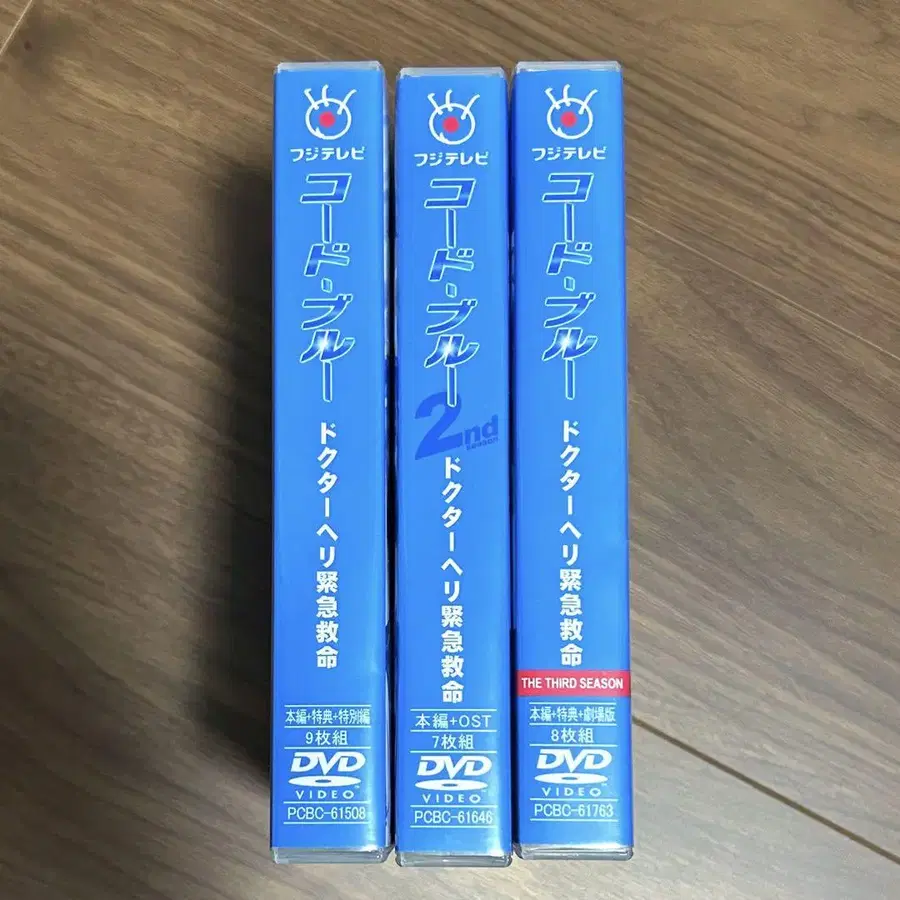 フジテレビ
コード・ブルー
ドクターヘリ緊急救命
本編+特典+特別編
9枚組
DVD
VIDEO™
PCBC-61508
フジテレビ
コード・ブルー
2nd
season
ドクターヘリ緊急救命
本編+OST
7枚組
DVD
VIDEO™
PCBC-61646
フジテレビ
コード・ブルー
ドクターヘリ緊急救命
THE THIRD SEASON
本編+特典+劇場版
8枚組
DVD
VIDEO™
PCBC-61763